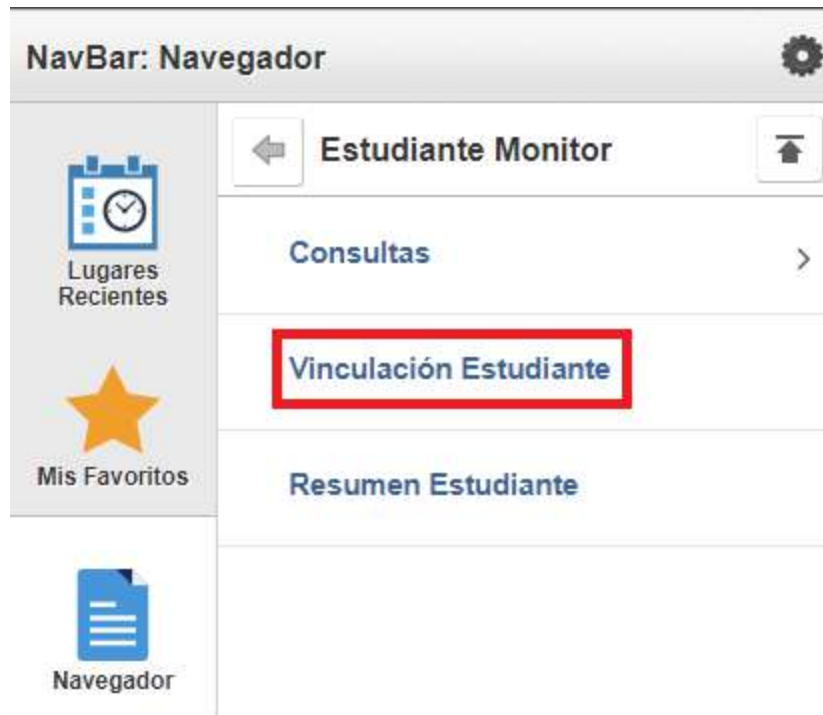 NavBar: Navegador
Estudiante Monitor
Lugares
Recientes
Mis Favoritos
Navegador
Consultas
Vinculación Estudiante
Resumen Estudiante